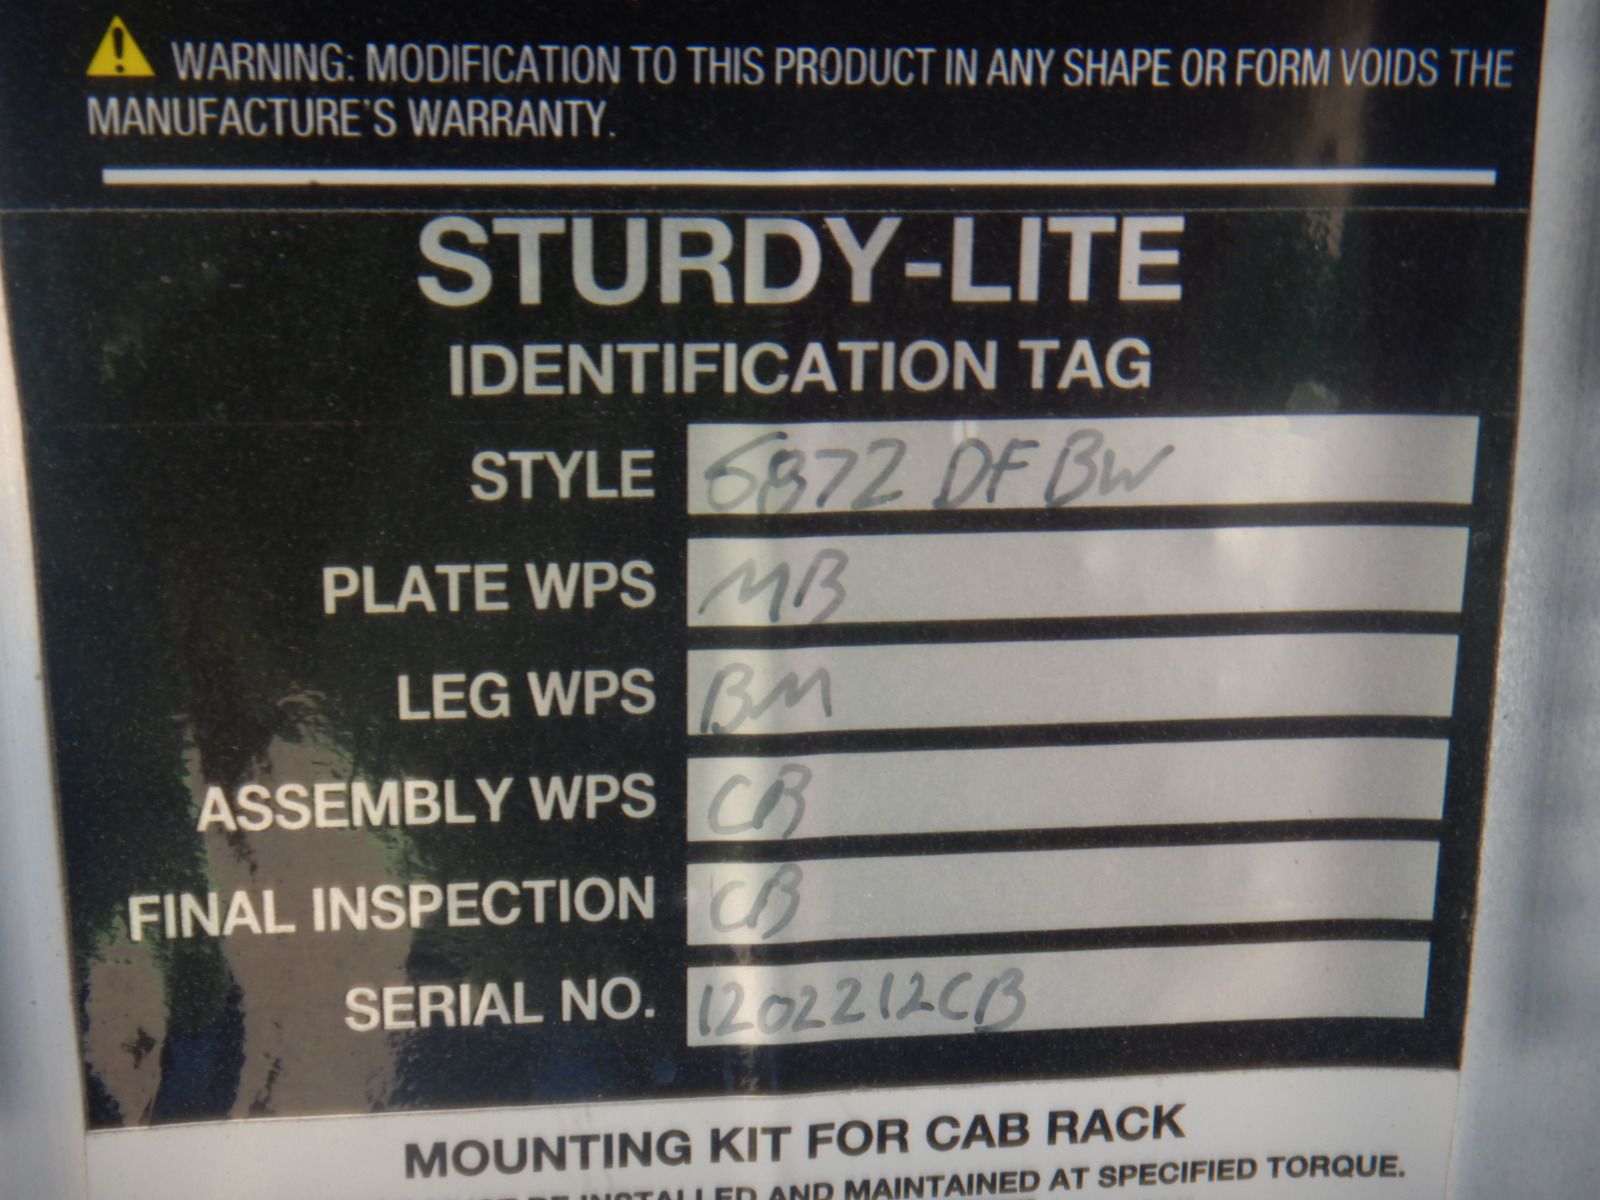 WARNING: MODIFICATION TO THIS PRODUCT IN ANY SHAPE OR FORM VOIDS THE
MANUFACTURE'S WARRANTY.
STURDY-LITE
IDENTIFICATION TAG
STYLE 6872 DF BW
PLATE WPS MB
LEG WPS BM
ASSEMBLY WPS CB
FINAL INSPECTION CB
SERIAL NO. 1202212CB
MOUNTING KIT FOR CAB RACK
INSTALLED AND MAINTAINED AT SPECIFIED TORQUE.